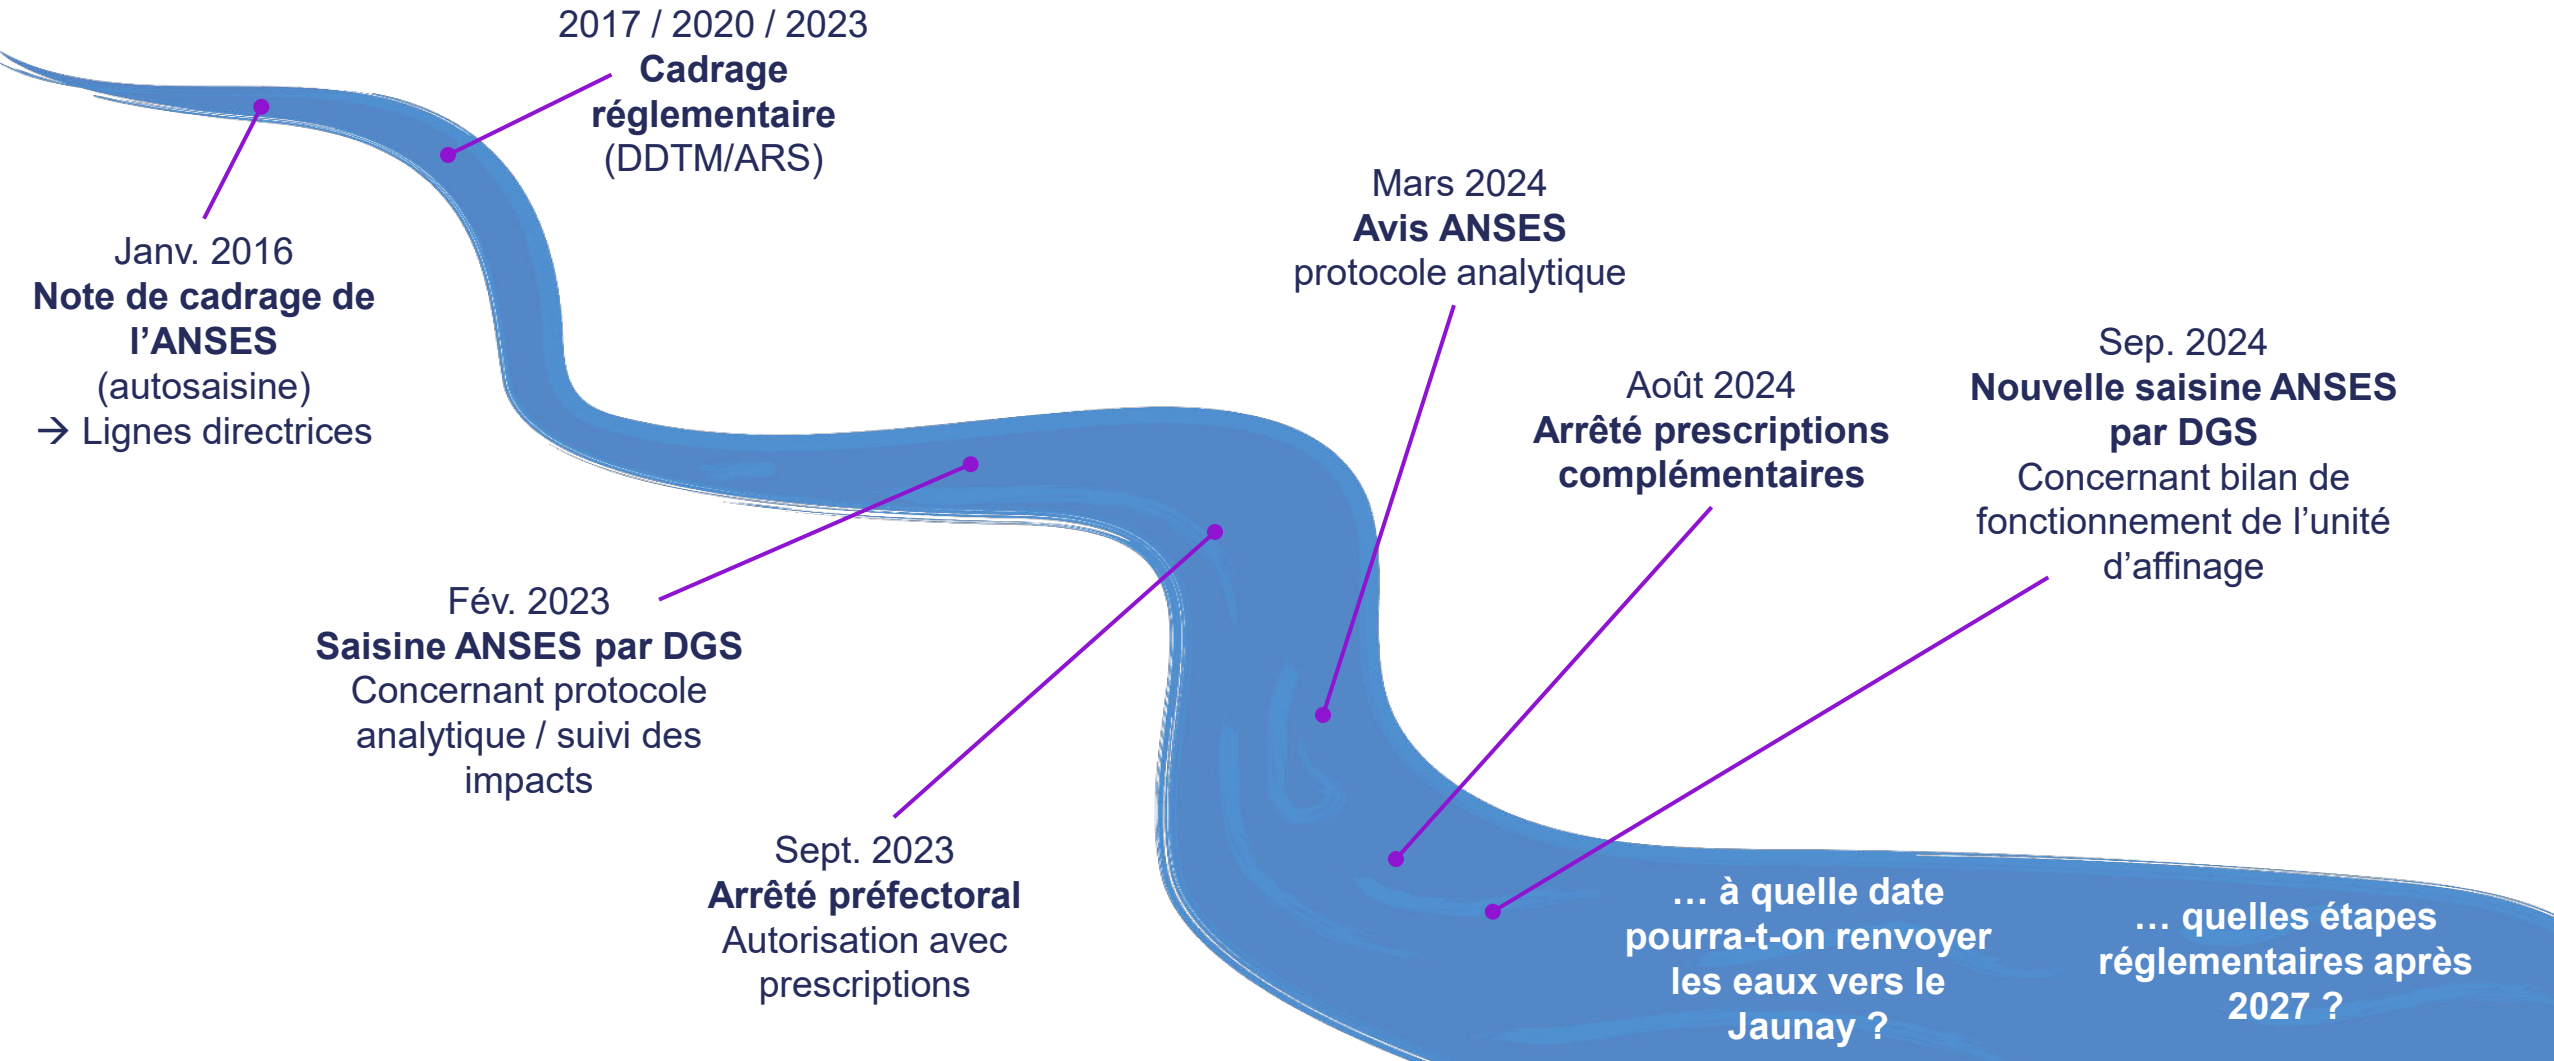 2017 / 2020 / 2023
Cadrage
réglementaire
(DDTM/ARS)
Janv. 2016
Note de cadrage de
l’ANSES
(autosaisine)
→ Lignes directrices
Mars 2024
Avis ANSES
protocole analytique
Août 2024
Arrêté prescriptions
complémentaires
Sep. 2024
Nouvelle saisine ANSES
par DGS
Concernant bilan de
fonctionnement de l’unité
d’affinage
Fév. 2023
Saisine ANSES par DGS
Concernant protocole
analytique / suivi des
impacts
Sept. 2023
Arrêté préfectoral
Autorisation avec
prescriptions
… à quelle date
pourra-t-on renvoyer
les eaux vers le
Jaunay ?
… quelles étapes
réglementaires après
2027 ?